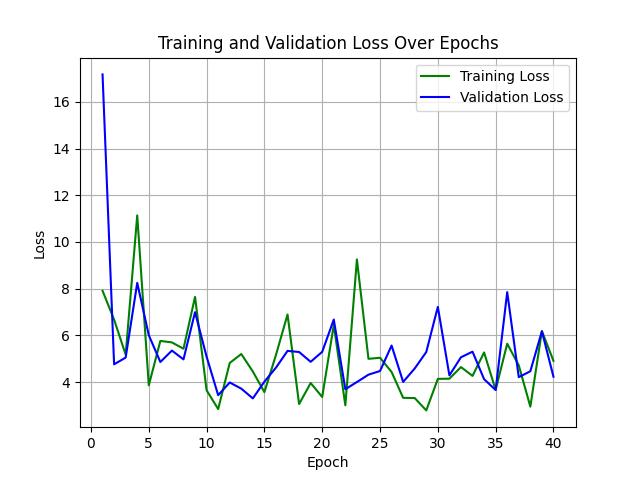 Training and Validation Loss Over Epochs
Training Loss
Validation Loss
16
14
12
10
8
6
4
Loss
0 5 10 15 20 25 30 35 40
Epoch